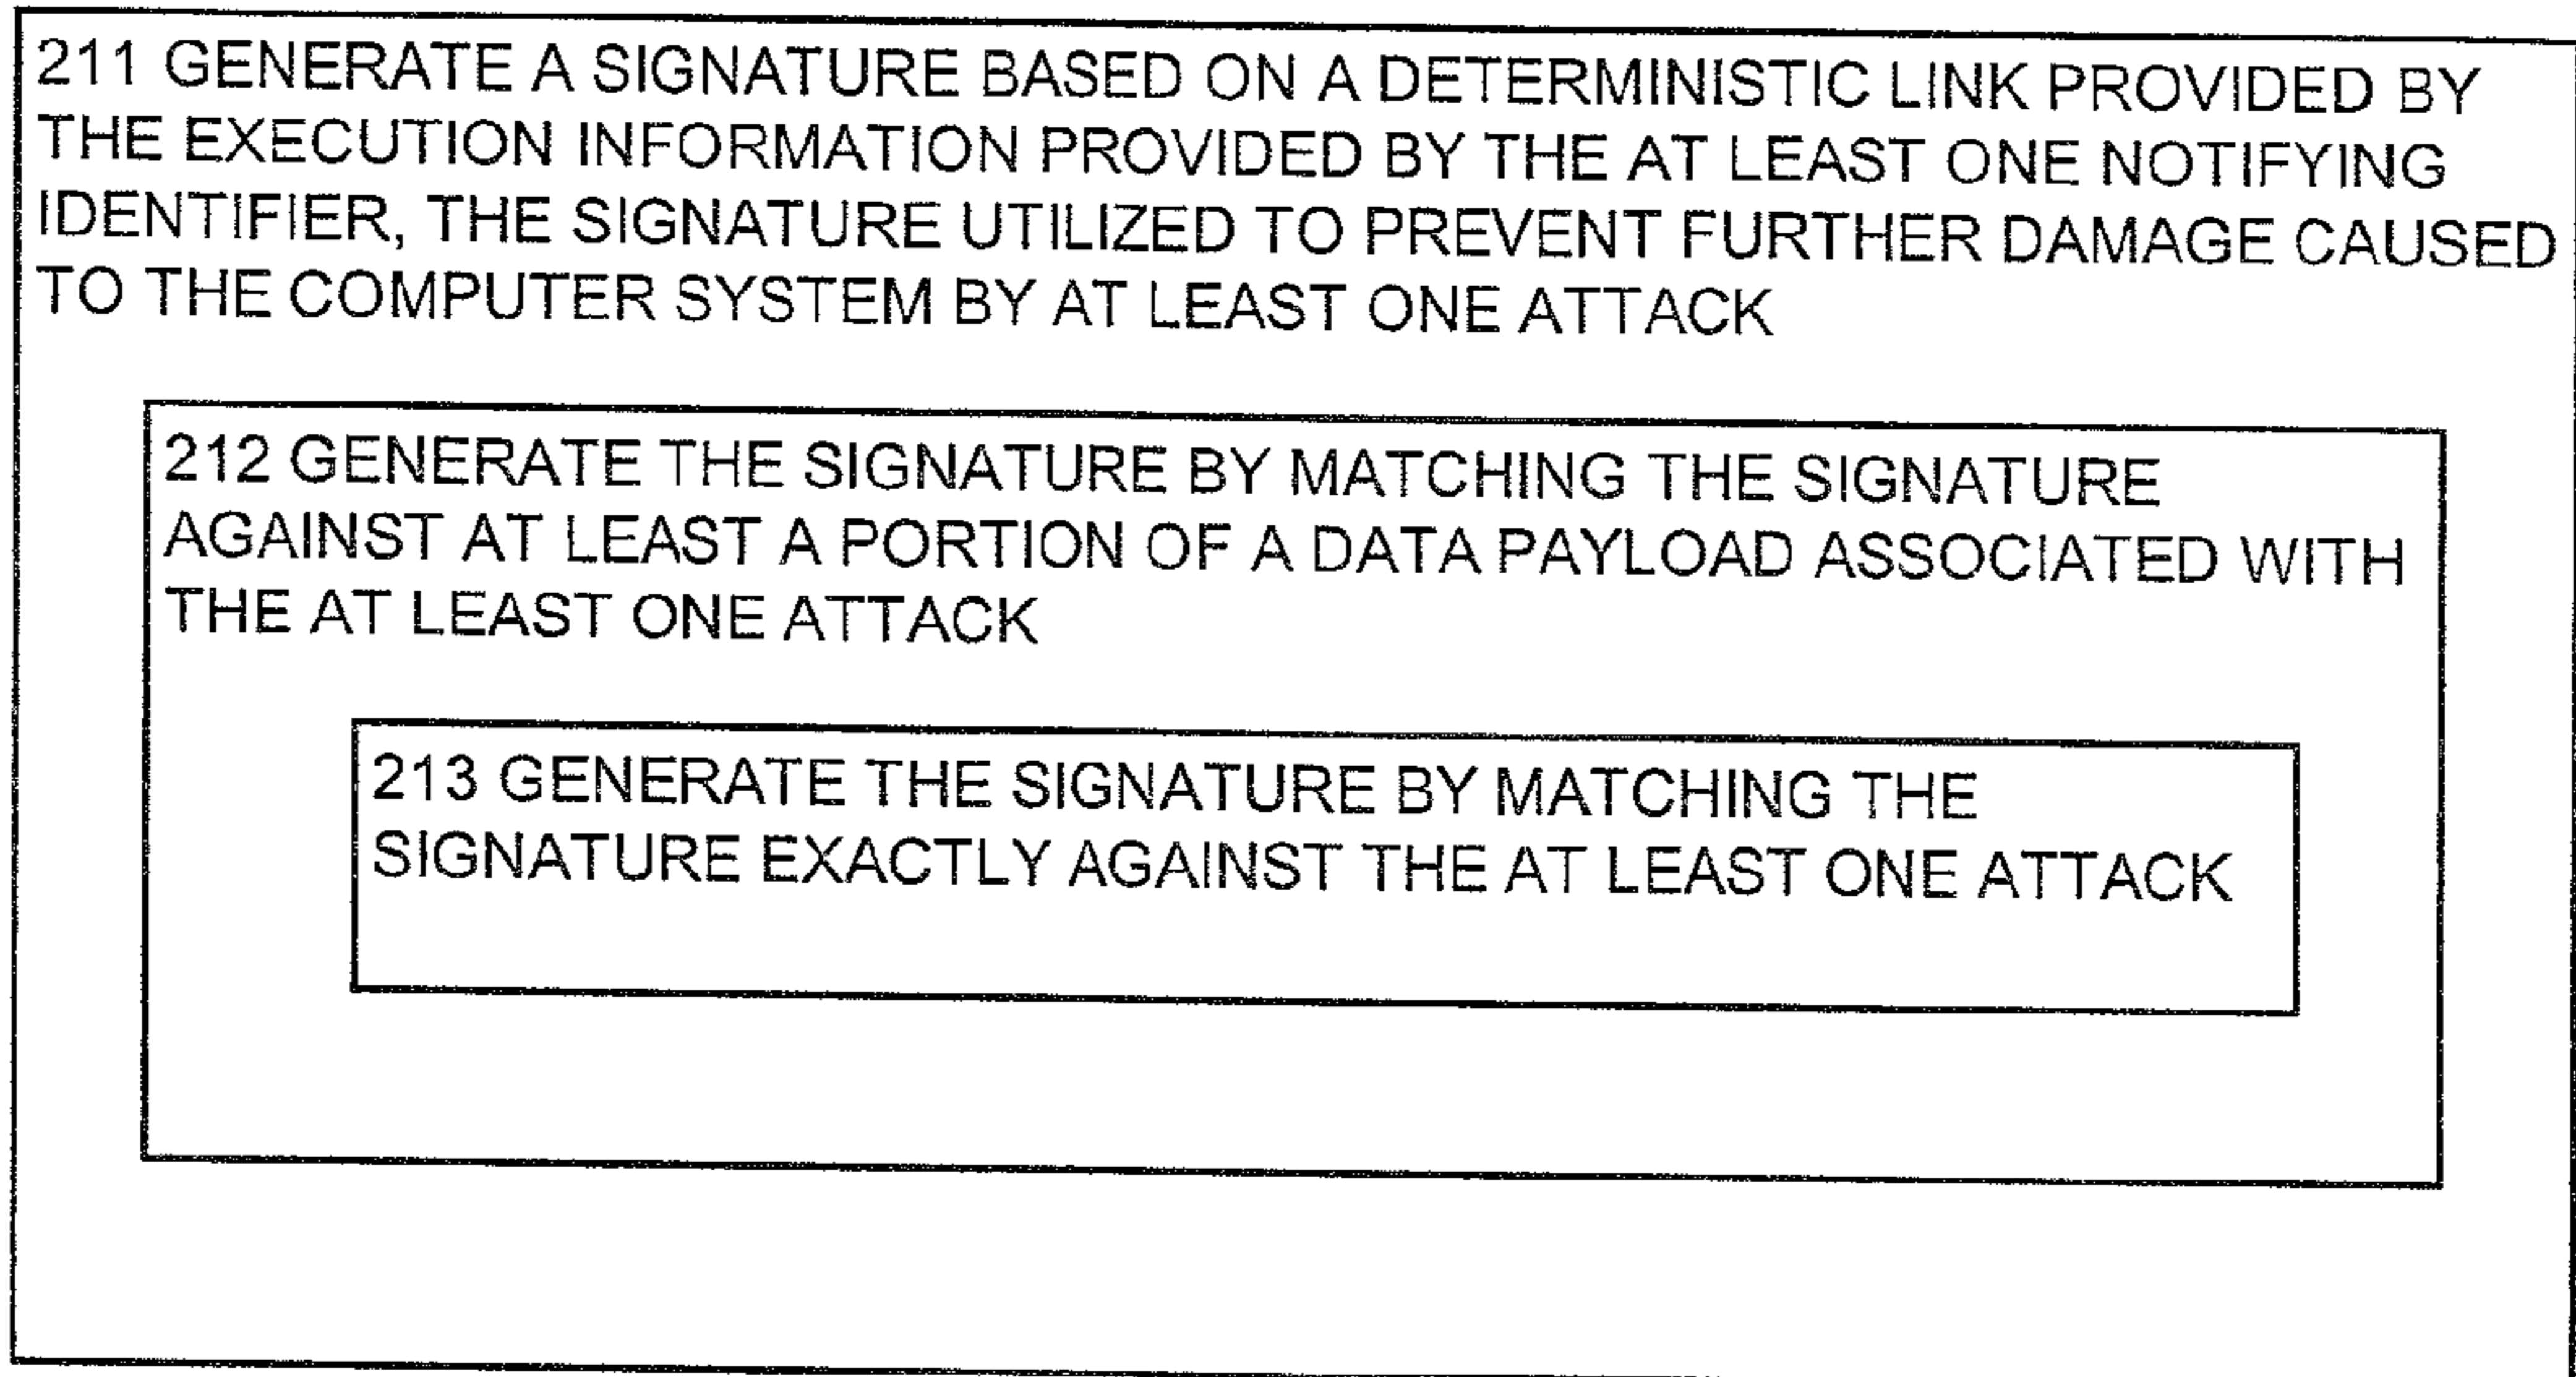 211 GENERATE A SIGNATURE BASED ON A DETERMINISTIC LINK PROVIDED BY
THE EXECUTION INFORMATION PROVIDED BY THE AT LEAST ONE NOTIFYING
IDENTIFIER, THE SIGNATURE UTILIZED TO PREVENT FURTHER DAMAGE CAUSED
TO THE COMPUTER SYSTEM BY AT LEAST ONE ATTACK
212 GENERATE THE SIGNATURE BY MATCHING THE SIGNATURE
AGAINST AT LEAST A PORTION OF A DATA PAYLOAD ASSOCIATED WITH
THE AT LEAST ONE ATTACK
213 GENERATE THE SIGNATURE BY MATCHING THE
SIGNATURE EXACTLY AGAINST THE AT LEAST ONE ATTACK